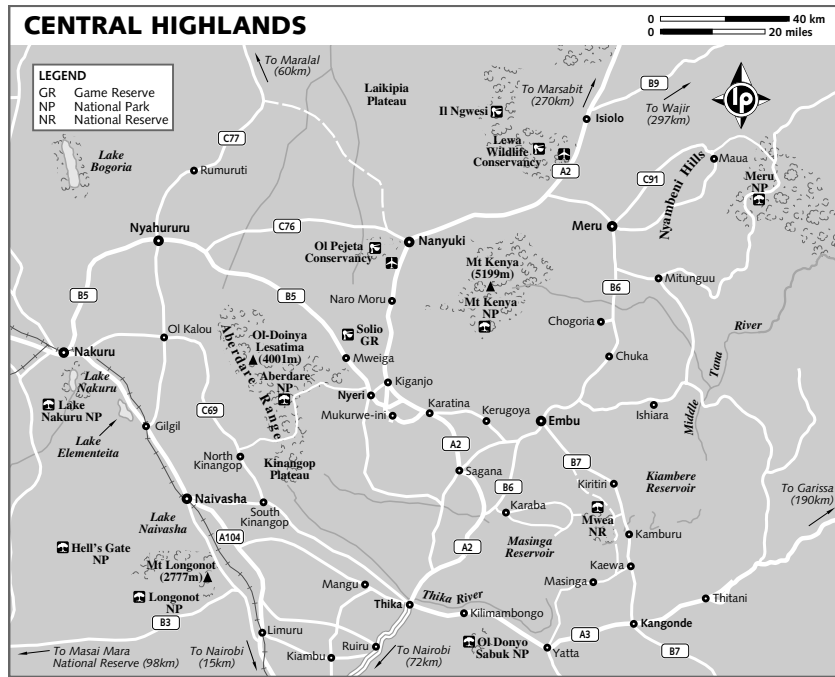 CENTRAL HIGHLANDS
0 40 km
0 20 miles
LEGEND
GR Game Reserve
NP National Park
NR National Reserve
To Maralal
(60km)
Laikipia
Plateau
To Marsabit
(270km)
B9
To Wajir
(297km)
lp
Il Ngwesi
Isiolo
Lake
Bogoria
C77
Rumuruti
Lewa
Wildlife
Conservancy
A2
C91
Nyambeni Hills
Maua
Meru
NP
Nyahururu
C76
Nanyuki
Meru
Ol Pejeta
Conservancy
Mt Kenya
(5199m)
Mt Kenya
NP
B6
Mitunguu
B5
B5
Naro Moru
Chogoria
Tana
River
Ol Kalou
Aberdare Range
Ol-Doinya
Lesatima
(4001m)
Solio
GR
Mweiga
Chuka
Nakuru
Lake
Nakuru
Lake
Nakuru NP
Aberdare
NP
Kiganjo
Nyeri
Mukurwe-ini
Karatina
Kerugoya
Embu
Ishiara
Middle
C69
Gilgil
Lake
Elementeita
North
Kinangop
Kinangop
Plateau
A2
Sagana
B6
B7
Kiritiri
Kiambere
Reservoir
To Garissa
(190km)
Naivasha
Lake
Naivasha
South
Kinangop
Karaba
Mwea
NR
Masinga
Reservoir
Kamburu
A104
A2
Hell's Gate
NP
Mt Longonot
(2777m)
Longonot
NP
Mangu
Thika
Thika River
Kilimambongo
Masinga
Kaewa
Thitani
B3
Limuru
Kiambu
Ruiru
Ol Donyo
Sabuk NP
A3
Kangonde
Yatta
B7
To Masai Mara
National Reserve (98km)
To Nairobi
(15km)
To Nairobi
(72km)